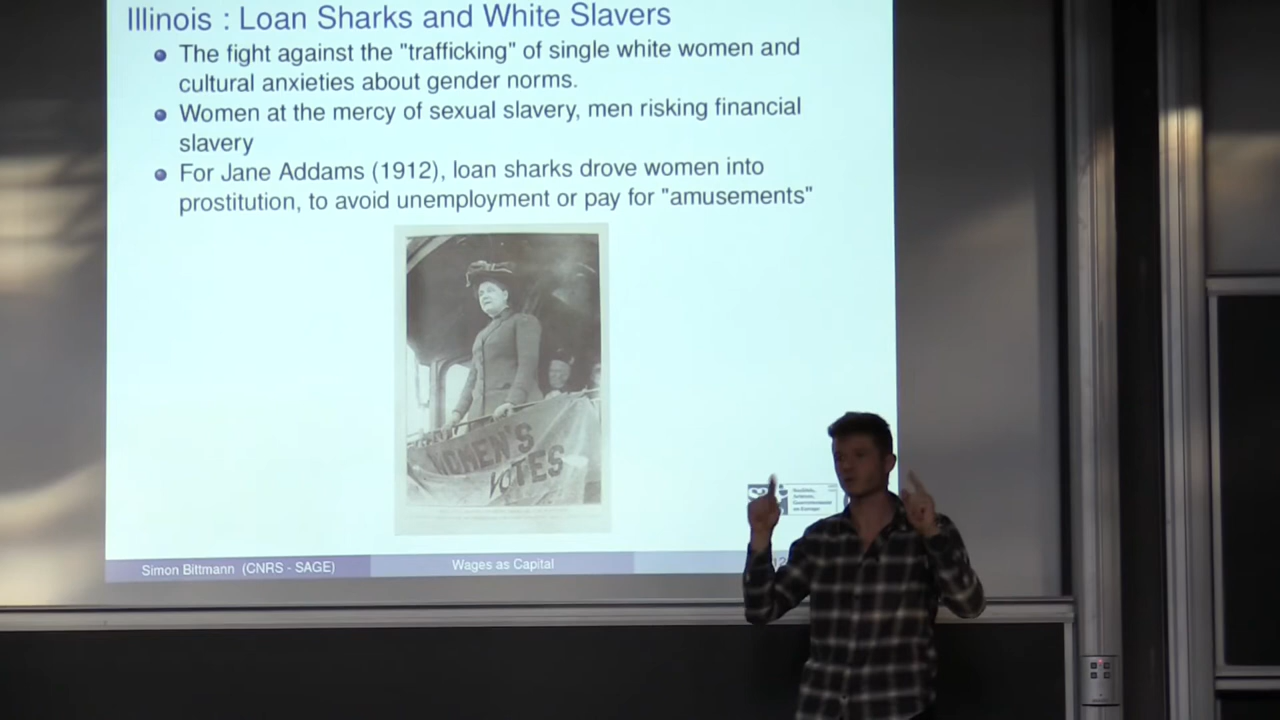 Illinois : Loan Sharks and White Slavers
The fight against the "trafficking" of single white women and
cultural anxieties about gender norms.
Women at the mercy of sexual slavery, men risking financial
slavery
For Jane Addams (1912), loan sharks drove women into
prostitution, to avoid unemployment or pay for "amusements"
WOMEN'S
VOTES
Simon Bittmann (CNRS - SAGE)
Wages as Capital